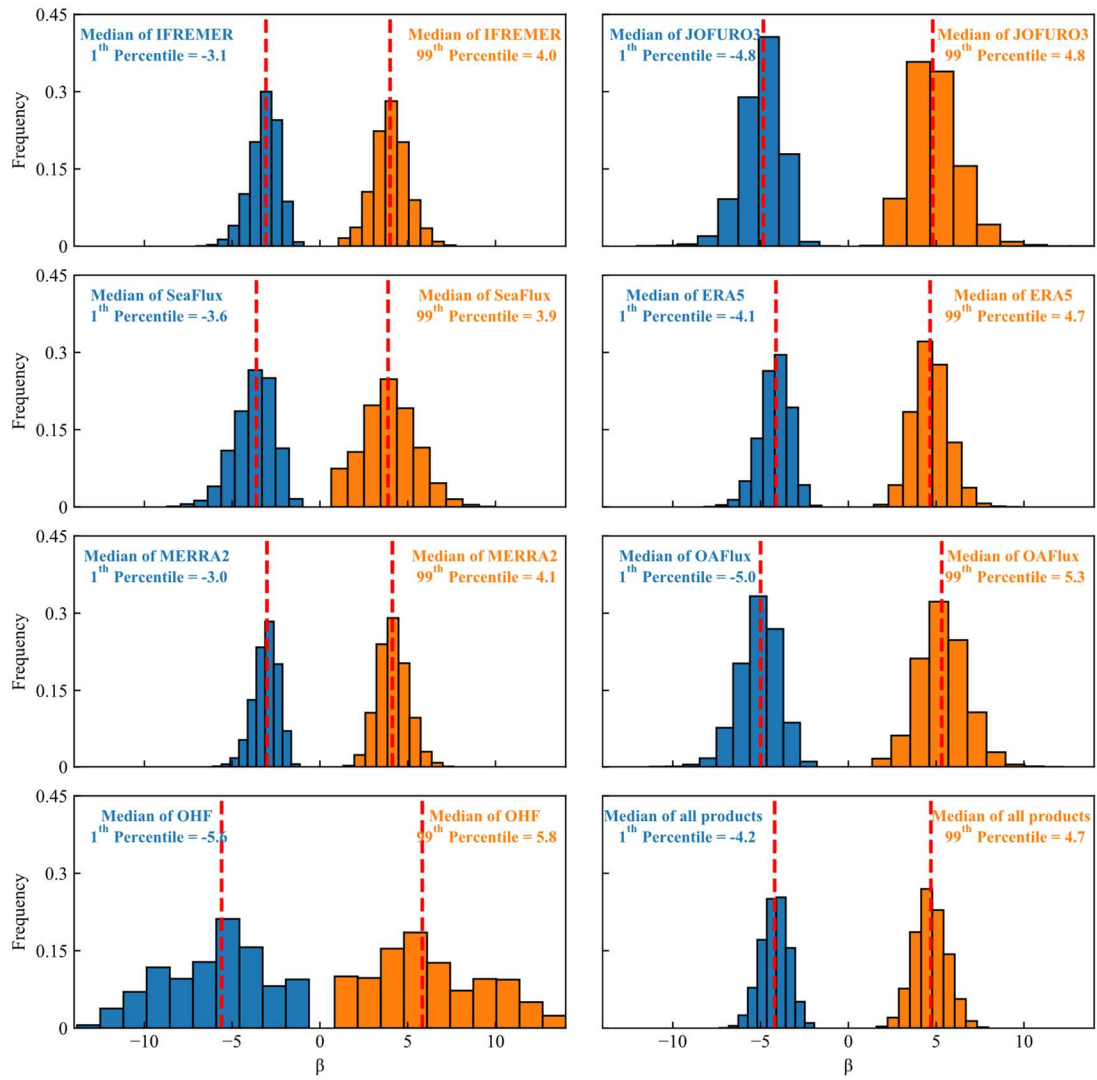 0.45
0.3
0.15
0
Frequency
Median of IFREMER
1th Percentile = -3.1
Median of IFREMER
99th Percentile = 4.0
Median of JOFURO3
1th Percentile = -4.8
Median of JOFURO3
99th Percentile = 4.8
0.45
0.3
0.15
0
Frequency
Median of SeaFlux
1th Percentile = -3.6
Median of SeaFlux
99th Percentile = 3.9
Median of ERA5
1th Percentile = -4.1
Median of ERA5
99th Percentile = 4.7
0.45
0.3
0.15
0
Frequency
Median of MERRA2
1th Percentile = -3.0
Median of MERRA2
99th Percentile = 4.1
Median of OAFlux
1th Percentile = -5.0
Median of OAFlux
99th Percentile = 5.3
0.45
0.3
0.15
0
Frequency
Median of OHF
1th Percentile = -5.6
Median of OHF
99th Percentile = 5.8
−10 −5 0 5 10
β
Median of all products
1th Percentile = -4.2
Median of all products
99th Percentile = 4.7
−10 −5 0 5 10
β